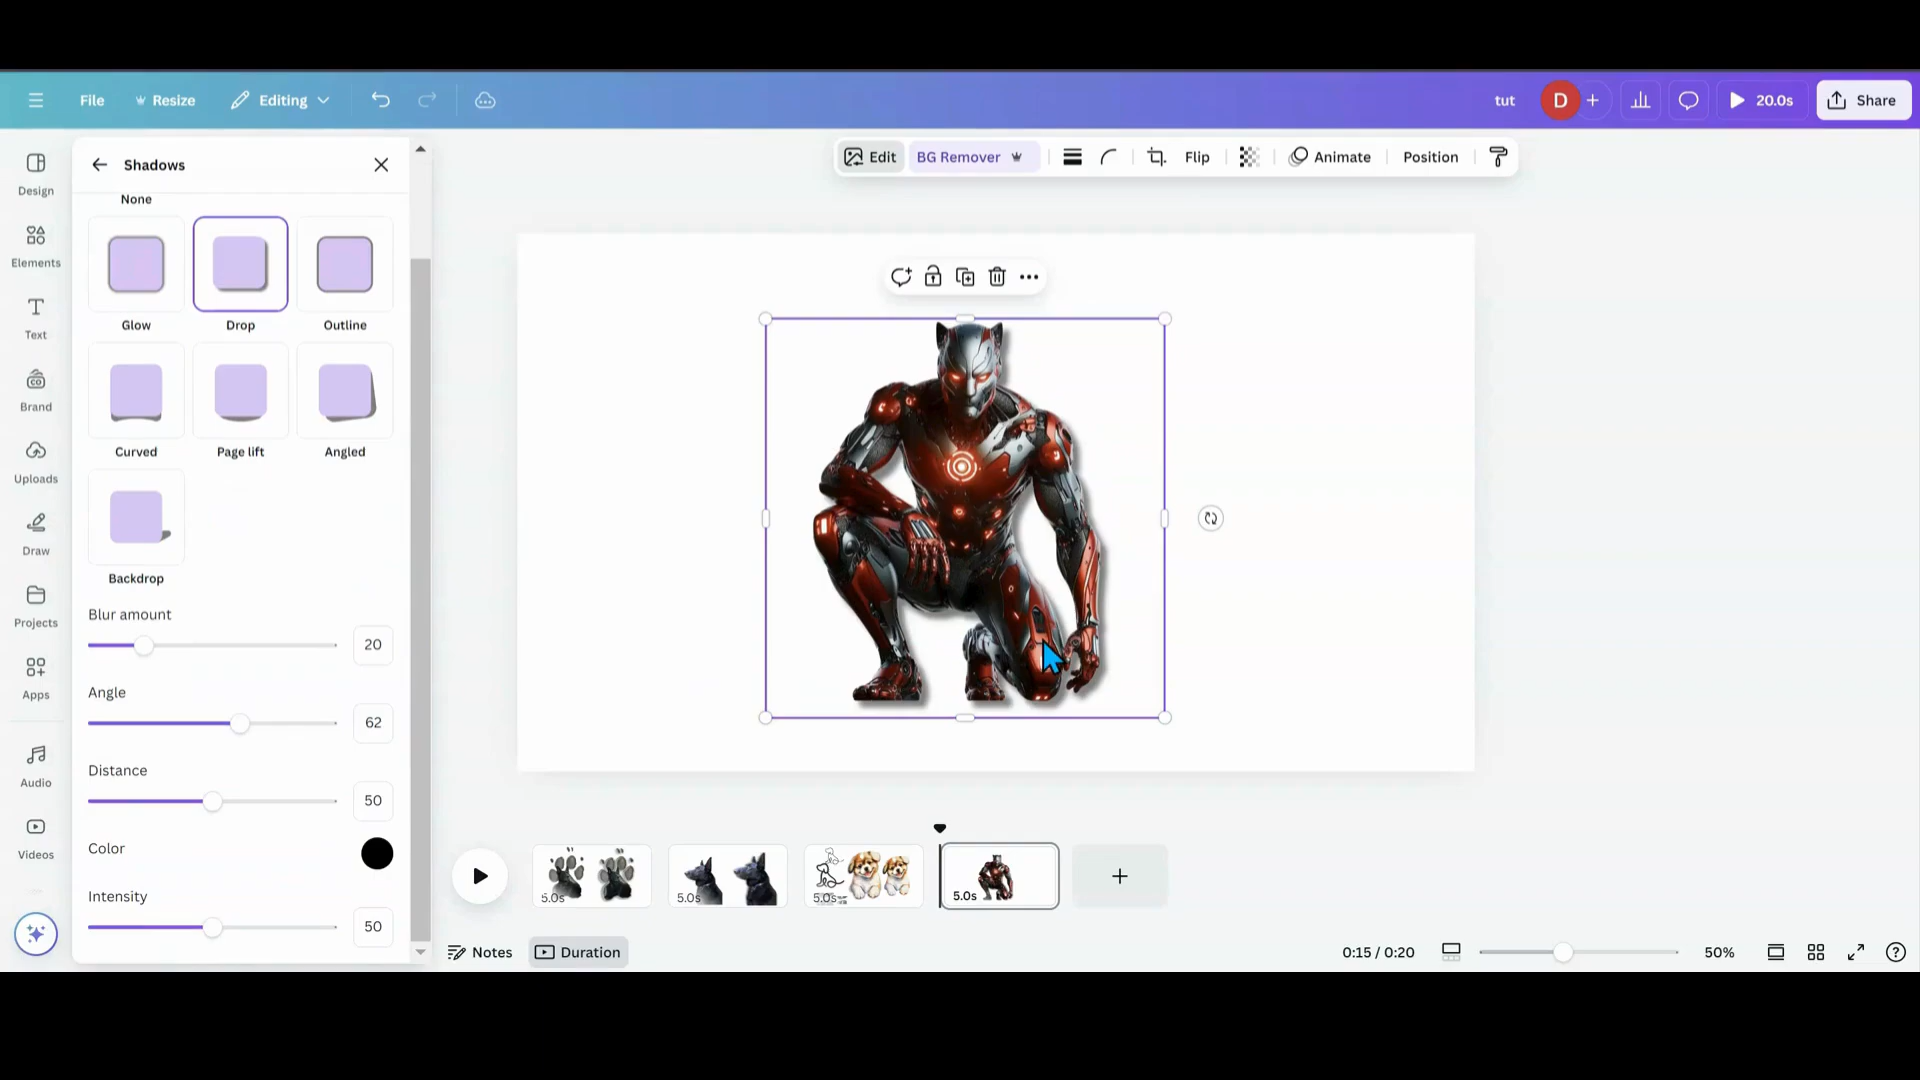 File
Resize
Editing
tut
D
20.0s
Share
Design
Elements
Text
Brand
Uploads
Draw
Projects
Apps
Audio
Videos
Shadows
None
Glow
Drop
Outline
Curved
Page lift
Angled
Backdrop
Blur amount
20
Angle
62
Distance
50
Color
Intensity
50
Edit
BG Remover
Flip
Animate
Position
5.0s
5.0s
5.0s
5.0s
Notes
Duration
0:15 / 0:20
50%